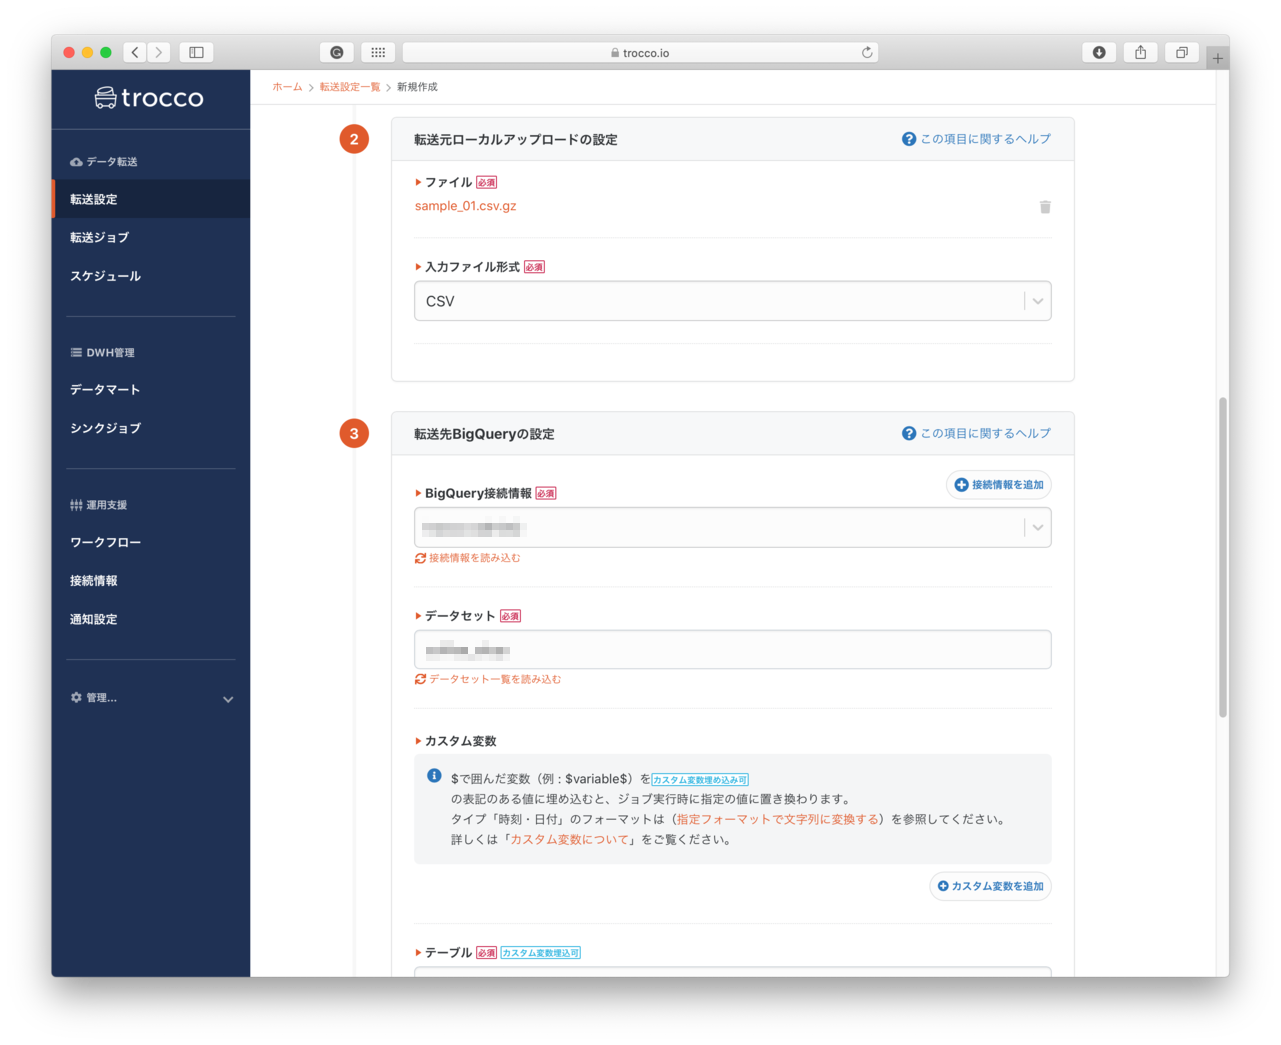 trocco.io
trocco
ホーム > 転送設定一覧 > 新規作成
データ転送
転送設定
転送ジョブ
スケジュール
DWH管理
データマート
シンクジョブ
運用支援
ワークフロー
接続情報
通知設定
管理...
2
転送元ローカルアップロードの設定
この項目に関するヘルプ
ファイル 必須
sample_01.csv.gz
入力ファイル形式 必須
CSV
3
転送先BigQueryの設定
この項目に関するヘルプ
BigQuery接続情報 必須
接続情報を追加
接続情報を読み込む
データセット 必須
データセット一覧を読み込む
カスタム変数
$で囲んだ変数（例 : $variable$）をカスタム変数埋め込み可
の表記のある値に埋め込むと、ジョブ実行時に指定の値に置き換わります。
タイプ「時刻・日付」のフォーマットは（指定フォーマットで文字列に変換する）を参照してください。
詳しくは「カスタム変数について」をご覧ください。
カスタム変数を追加
テーブル 必須 カスタム変数埋込可